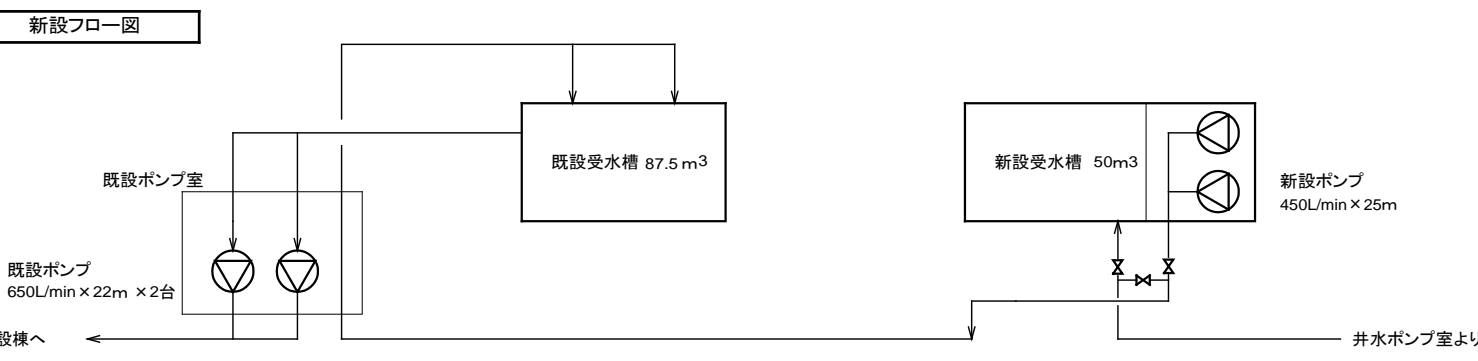 新設フロー図
既設受水槽 87.5 m3
新設受水槽 50m3
既設ポンプ室
新設ポンプ
450L/min×25m
既設ポンプ
650L/min×22m ×2台
設棟へ
井水ポンプ室より